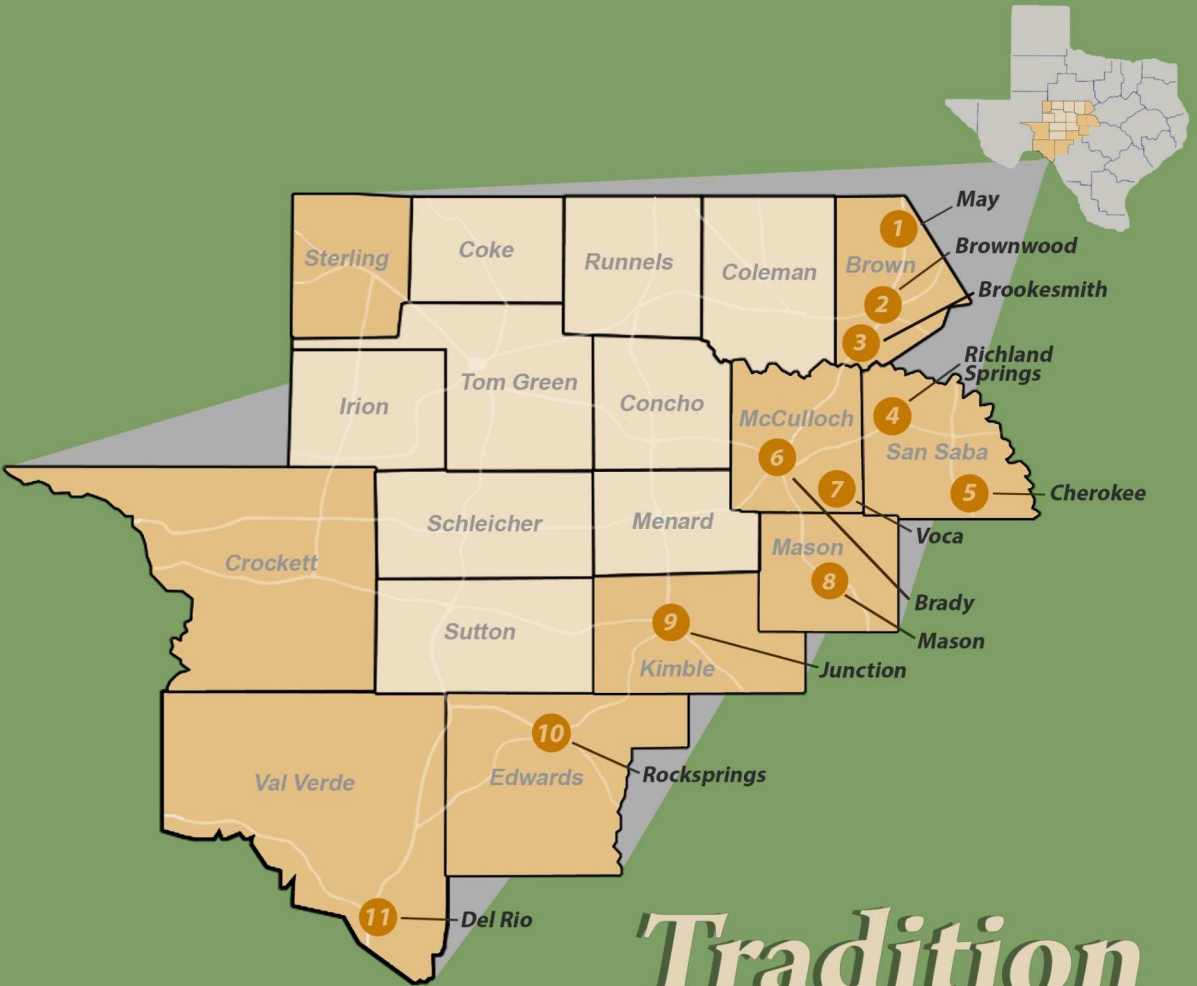 May
1
Sterling
Coke
Runnels
Coleman
Brown
Brownwood
2
Brookesmith
3
Richland
Springs
4
Tom Green
Irion
Concho
McCulloch
San Saba
6
7
5
Cherokee
Schleicher
Menard
Voca
Crockett
Mason
8
Brady
Mason
Sutton
9
Kimble
Junction
10
Val Verde
Edwards
Rocksprings
11
Del Rio
Tradition